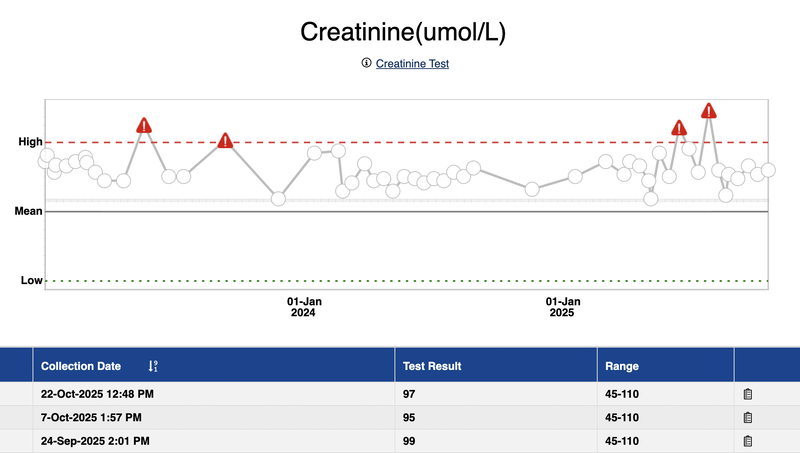 Creatinine(umol/L)
Creatinine Test
High
Mean
Low
01-Jan
2024
01-Jan
2025
Collection Date
Test Result
Range
22-Oct-2025 12:48 PM 97 45-110
7-Oct-2025 1:57 PM 95 45-110
24-Sep-2025 2:01 PM 99 45-110